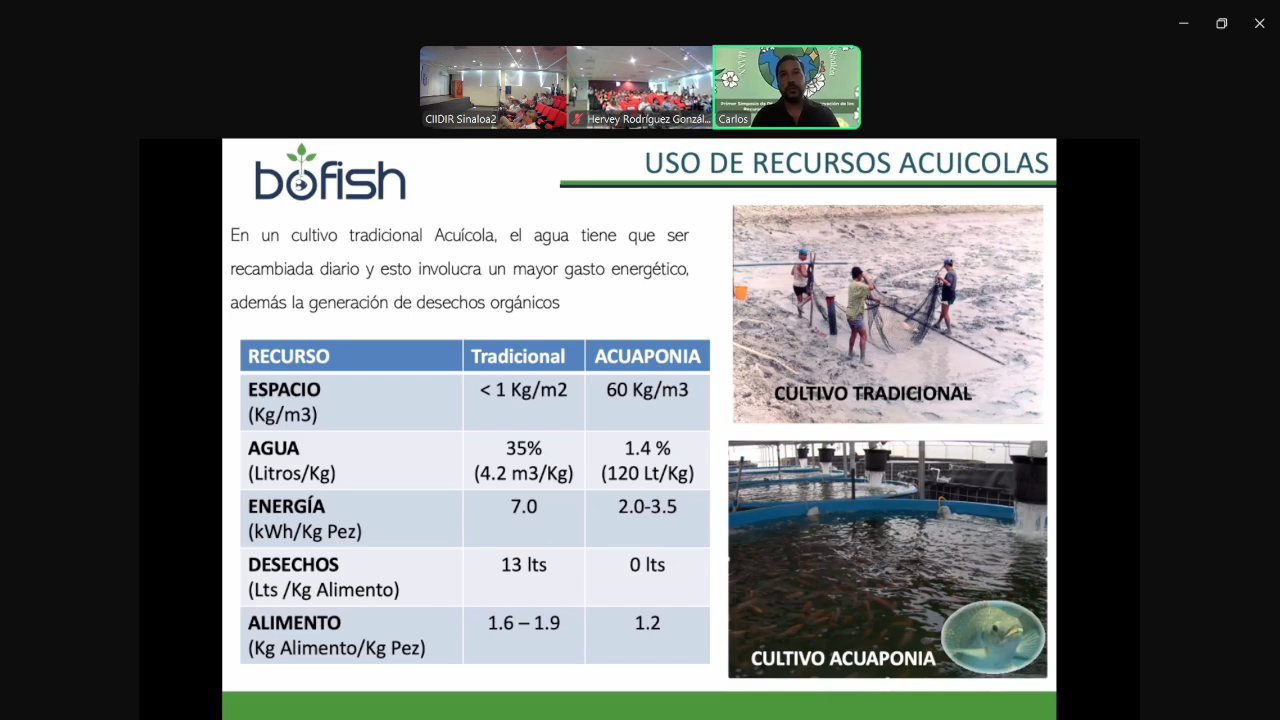 CIIDIR Sinaloa2
Hervey Rodríguez Gonzál...
Carlos
Sinaloa
bofish
USO DE RECURSOS ACUICOLAS
En un cultivo tradicional Acuícola, el agua tiene que ser
recambiada diario y esto involucra un mayor gasto energético,
además la generación de desechos orgánicos
RECURSO Tradicional ACUAPONIA
ESPACIO < 1 Kg/m2 60 Kg/m3
(Kg/m3)
AGUA 35% 1.4 %
(Litros/Kg) (4.2 m3/Kg) (120 Lt/Kg)
ENERGÍA 7.0 2.0-3.5
(kWh/Kg Pez)
DESECHOS 13 lts 0 lts
(Lts /Kg Alimento)
ALIMENTO 1.6 – 1.9 1.2
(Kg Alimento/Kg Pez)
CULTIVO TRADICIONAL
CULTIVO ACUAPONIA